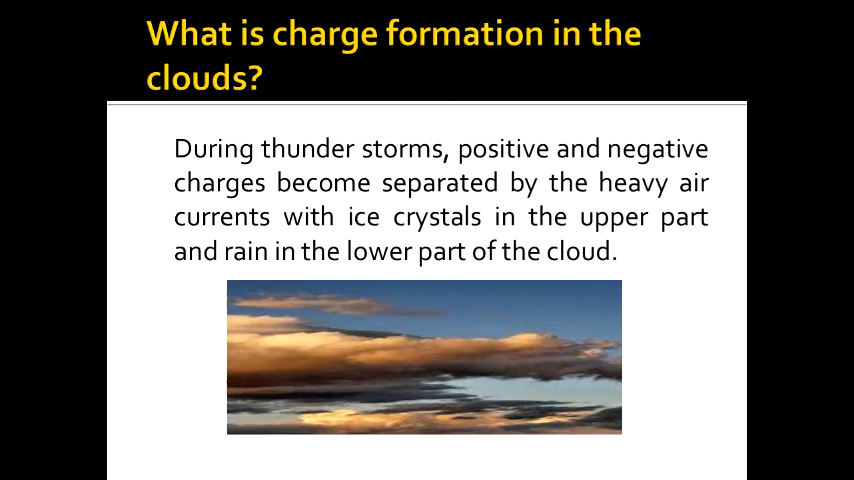 What is charge formation in the
clouds?
During thunder storms, positive and negative
charges become separated by the heavy air
currents with ice crystals in the upper part
and rain in the lower part of the cloud.